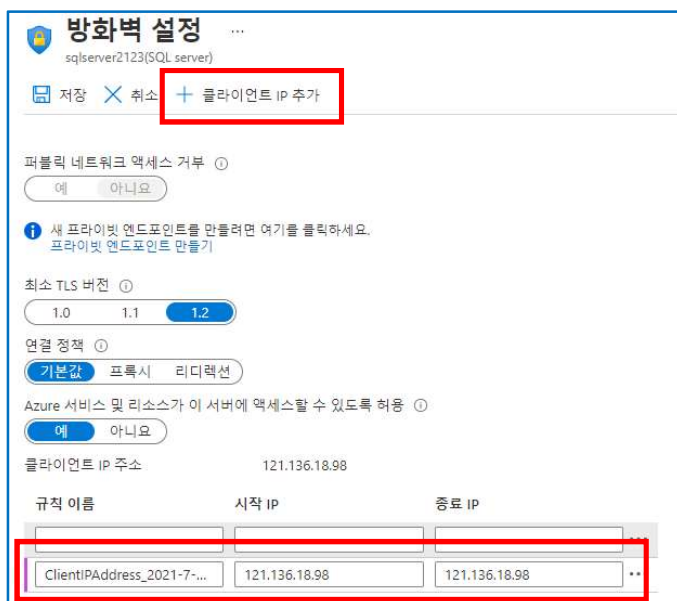 방화벽 설정 ...
sqlserver2123(SQL server)
저장 취소 + 클라이언트 IP 추가
퍼블릭 네트워크 액세스 거부
예 아니요
새 프라이빗 엔드포인트를 만들려면 여기를 클릭하세요.
프라이빗 엔드포인트 만들기
최소 TLS 버전
1.0 1.1 1.2
연결 정책
기본값 프록시 리디렉션
Azure 서비스 및 리소스가 이 서버에 액세스할 수 있도록 허용
예 아니요
클라이언트 IP 주소 121.136.18.98
규칙 이름 시작 IP 종료 IP
ClientIPAddress_2021-7-... 121.136.18.98 121.136.18.98